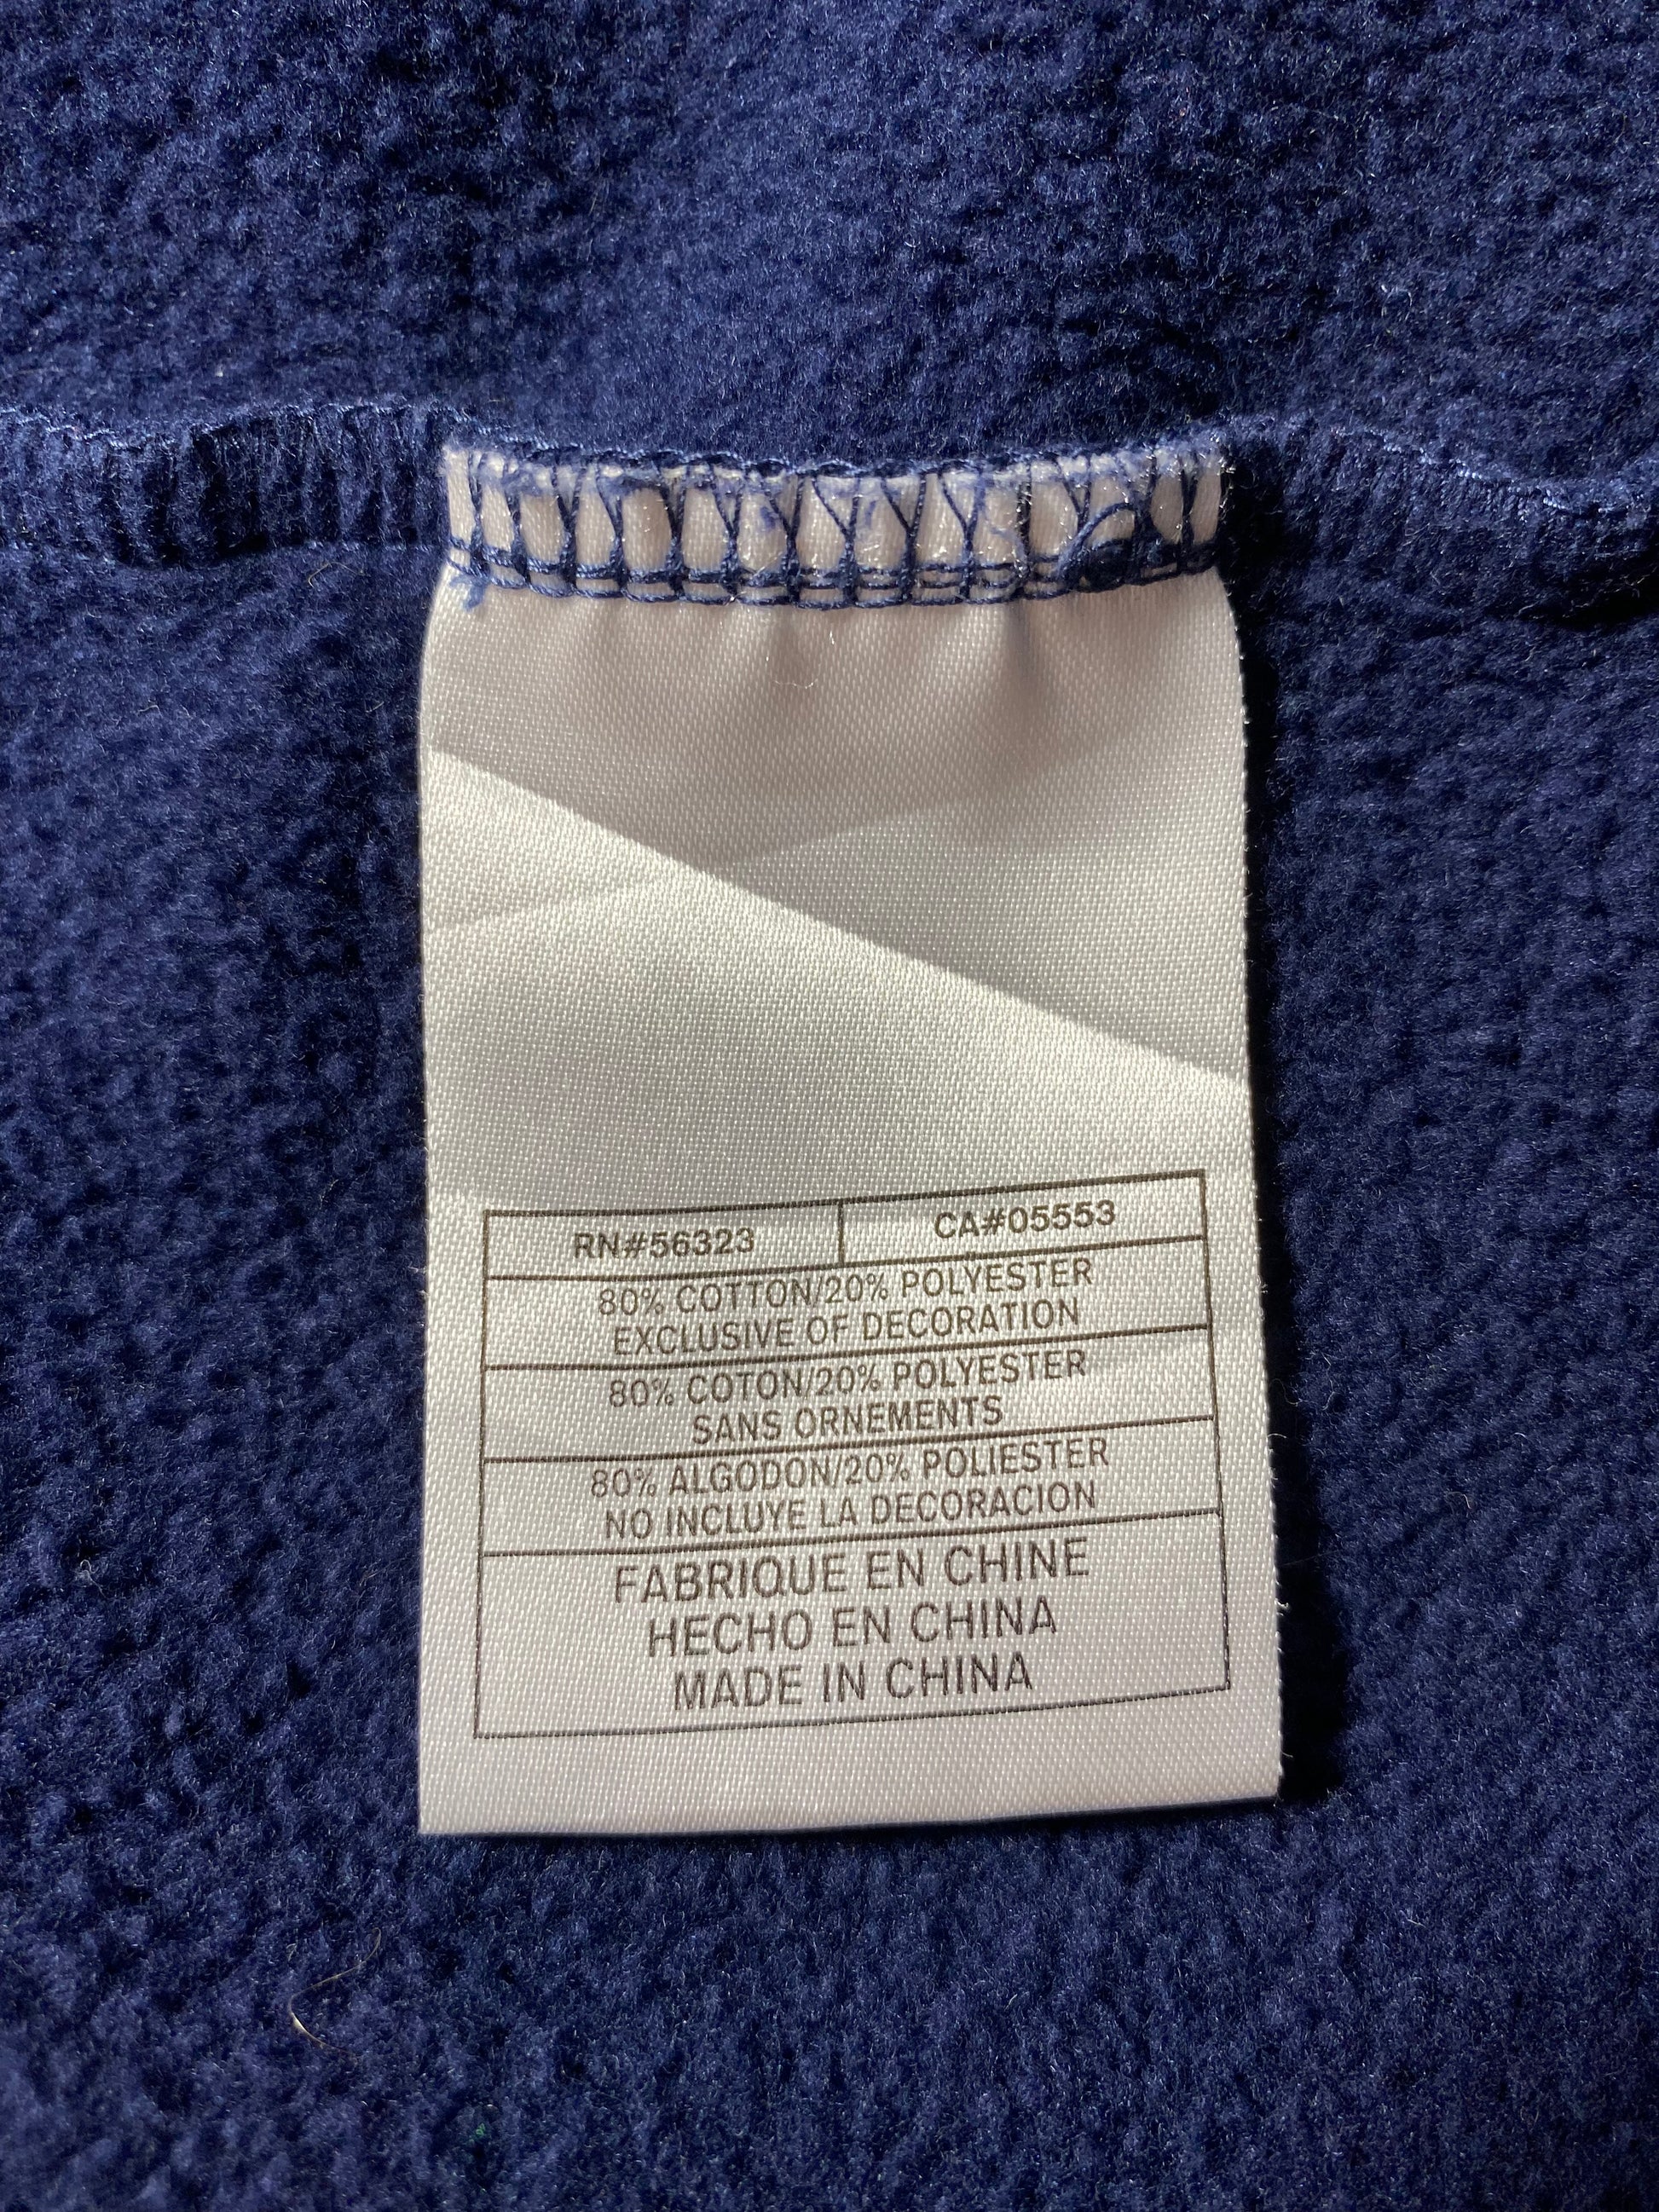 RN#56323 CA#05553
80% COTTON/20% POLYESTER
EXCLUSIVE OF DECORATION
80% COTON/20% POLYESTER
SANS ORNEMENTS
80% ALGODON/20% POLIESTER
NO INCLUYE LA DECORACION
FABRIQUE EN CHINE
HECHO EN CHINA
MADE IN CHINA